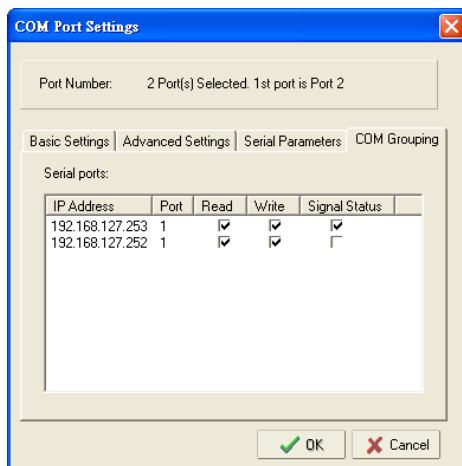 COM Port Settings
Port Number: 2 Port(s) Selected. 1st port is Port 2
Basic Settings Advanced Settings Serial Parameters COM Grouping
Serial ports:
IP Address Port Read Write Signal Status
192.168.127.253 1
192.168.127.252 1
OK Cancel